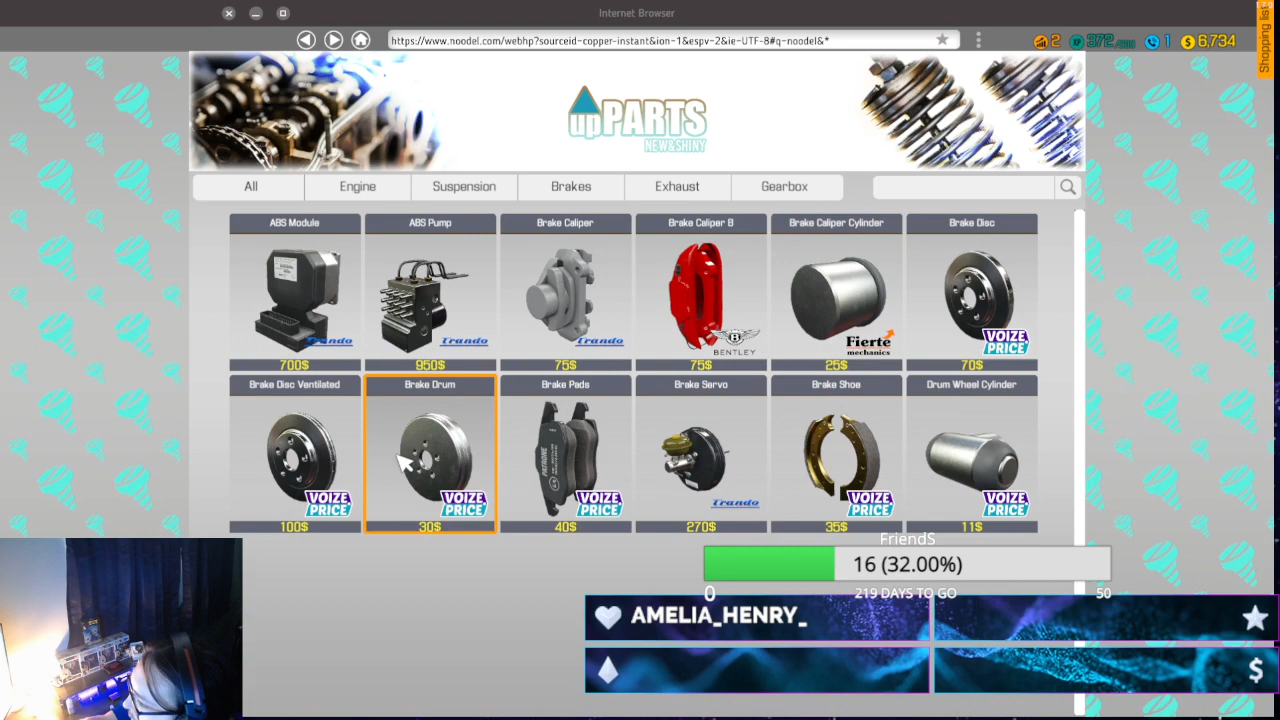 Internet Browser
https://www.noodel.com/webhp?sourceid-copper-instant&ion-1&espv-2&ie-UTF-8#q-noodel&*
2
372
1
$ 6,734
Shopping list
upPARTS
NEW&SHINY
All
Engine
Suspension
Brakes
Exhaust
Gearbox
ABS Module
ABS Pump
Brake Caliper
Brake Caliper B
Brake Caliper Cylinder
Brake Disc
Trando
Trando
Trando
BENTLEY
Fierte
mechanics
VOIZE
PRICE
700$
950$
75$
75$
25$
70$
Brake Disc Ventilated
Brake Drum
Brake Pads
Brake Servo
Brake Shoe
Drum Wheel Cylinder
VOIZE
PRICE
VOIZE
PRICE
VOIZE
PRICE
Trando
VOIZE
PRICE
VOIZE
PRICE
100$
30$
40$
270$
35$
11$
FriendS
16 (32.00%)
0
219 DAYS TO GO
50
AMELIA_HENRY_
$